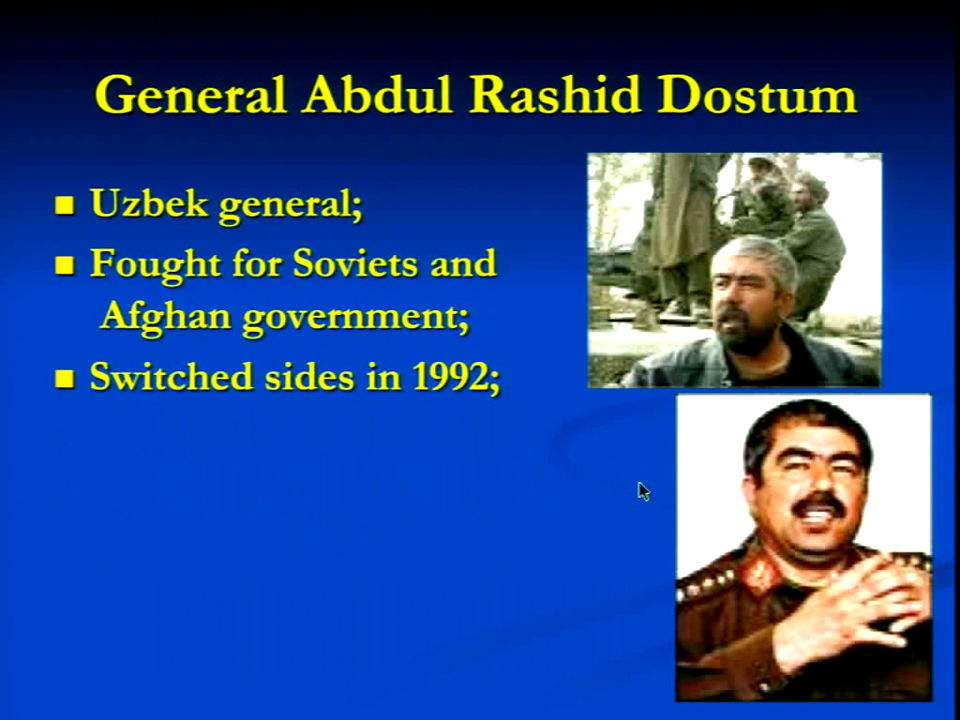 General Abdul Rashid Dostum
■ Uzbek general;
■ Fought for Soviets and
Afghan government;
■ Switched sides in 1992;